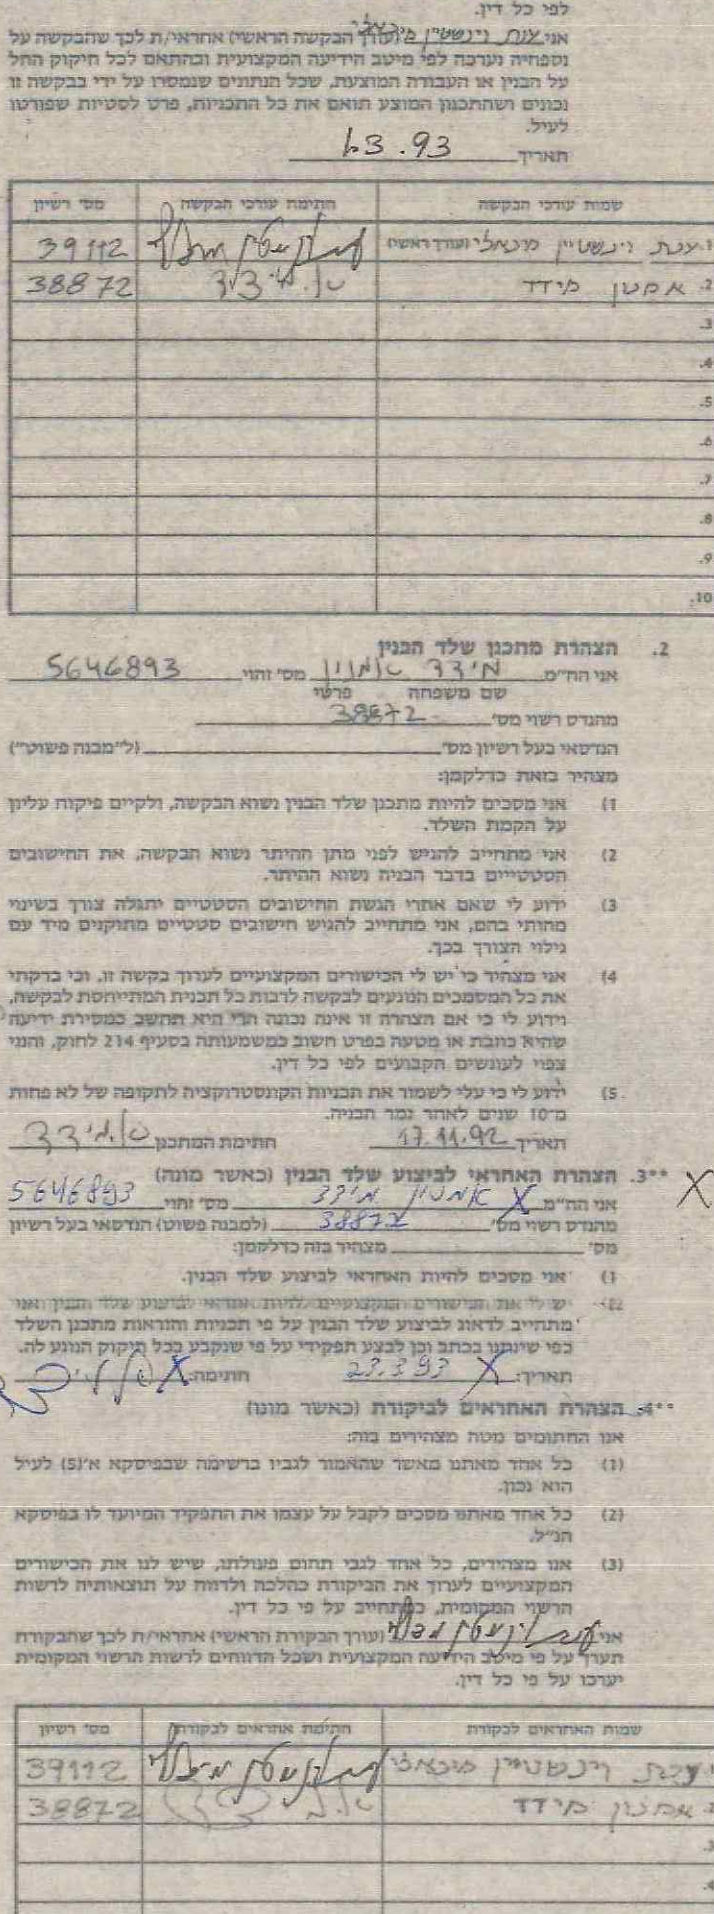 לפי כל דין.
אני ענת וינשטיין מיכאלי (עורך הבקשה הראשי) אחראי/ת לכך שהבקשה על
נספחיה נערכה לפי מיטב הידיעה המקצועית ובהתאם לכל חיקוק החל
על הבנין או העבודה המוצעת, שכל הנתונים שנמסרו על ידי בבקשה זו
נכונים ושהתכנון המוצע תואם את כל התכניות, פרט לסטיות שפורטו
לעיל.
תאריך 1.3.93
שמות עורכי הבקשה חתימת עורכי הבקשה מס׳ רשיון
1. ענת וינשטיין מיכאלי (עורך ראשי) ענת וינשטיין מיכאלי 39112
2. אמנון מידד א. מידד 38872
3.
4.
5.
6.
7.
8.
9.
10.
2. הצהרת מתכנן שלד הבנין
אני הח״מ מידד אמנון מס׳ זהוי 5646893
שם משפחה פרטי
מהנדס רשוי מס׳ 38872
הנדסאי בעל רשיון מס׳ (ל״מבנה פשוט״)
מצהיר בזאת כדלקמן:
1) אני מסכים להיות מתכנן שלד הבנין נשוא הבקשה, ולקיים פיקוח עליון
על הקמת השלד.
2) אני מתחייב להגיש לפני מתן ההיתר נשוא הבקשה, את החישובים
הסטטיים בדבר הבניה נשוא ההיתר.
3) ידוע לי שאם אחרי הגשת החישובים הסטטיים יתגלה צורך בשינוי
מהותי בהם, אני מתחייב להגיש חישובים סטטיים מתוקנים מיד עם
גילוי הצורך בכך.
4) אני מצהיר כי יש לי הכישורים המקצועיים לערוך בקשה זו, וכי בדקתי
את כל המסמכים הנוגעים לבקשה לרבות כל תכנית המתייחסת לבקשה,
וידוע לי כי אם הצהרה זו אינה נכונה הרי היא תחשב כמסירת ידיעה
שהיא כוזבת או מטעה בפרט חשוב כמשמעותה בסעיף 214 לחוק, והנני
צפוי לעונשים הקבועים לפי כל דין.
5) ידוע לי כי עלי לשמור את תכניות הקונסטרוקציה לתקופה של לא פחות
מ־10 שנים לאחר גמר הבניה.
תאריך 17.11.92 חתימת המתכנן א. מידד
X **3. הצהרת האחראי לביצוע שלד הבנין (כאשר מונה)
אני הח״מ X אמנון מידד מס׳ זהוי 5646893
מהנדס רשוי מס׳ 38872 (למבנה פשוט) הנדסאי בעל רשיון
מס׳ מצהיר בזה כדלקמן:
1) אני מסכים להיות האחראי לביצוע שלד הבנין.
2) יש לי את הכישורים המקצועיים להיות אחראי לביצוע שלד הבנין ואני
מתחייב לדאוג לביצוע שלד הבנין על פי תכניות והוראות מתכנן השלד
כפי שינתנו בכתב וכן לבצע תפקידי על פי שנקבע בכל חיקוק הנוגע לה.
תאריך: X 23.3.93 חתימה: X
**4. הצהרת האחראים לביקורת (כאשר מונו)
אנו החתומים מטה מצהירים בזה:
(1) כל אחד מאתנו מאשר שהאמור לגביו ברשימה שבפיסקא א׳(5) לעיל
הוא נכון.
(2) כל אחד מאתנו מסכים לקבל על עצמו את התפקיד המיועד לו בפיסקא
הנ״ל.
(3) אנו מצהירים, כל אחד לגבי תחום פעולתו, שיש לנו את הכישורים
המקצועיים לערוך את הביקורת כהלכה ולדווח על תוצאותיה לרשות
הרשוי המקומית, כמתחייב על פי כל דין.
אני ענת וינשטיין מיכאלי (עורך הבקורת הראשי) אחראי/ת לכך שהבקורת
תערך על פי מיטב הידיעה המקצועית ושכל הדווחים לרשות הרשוי המקומית
יערכו על פי כל דין.
שמות האחראים לבקורת חתימת אחראים לבקורת מס׳ רשיון
ענת וינשטיין מיכאלי ענת וינשטיין מיכאלי 39112
אמנון מידד א. מידד 38872
3.
4.